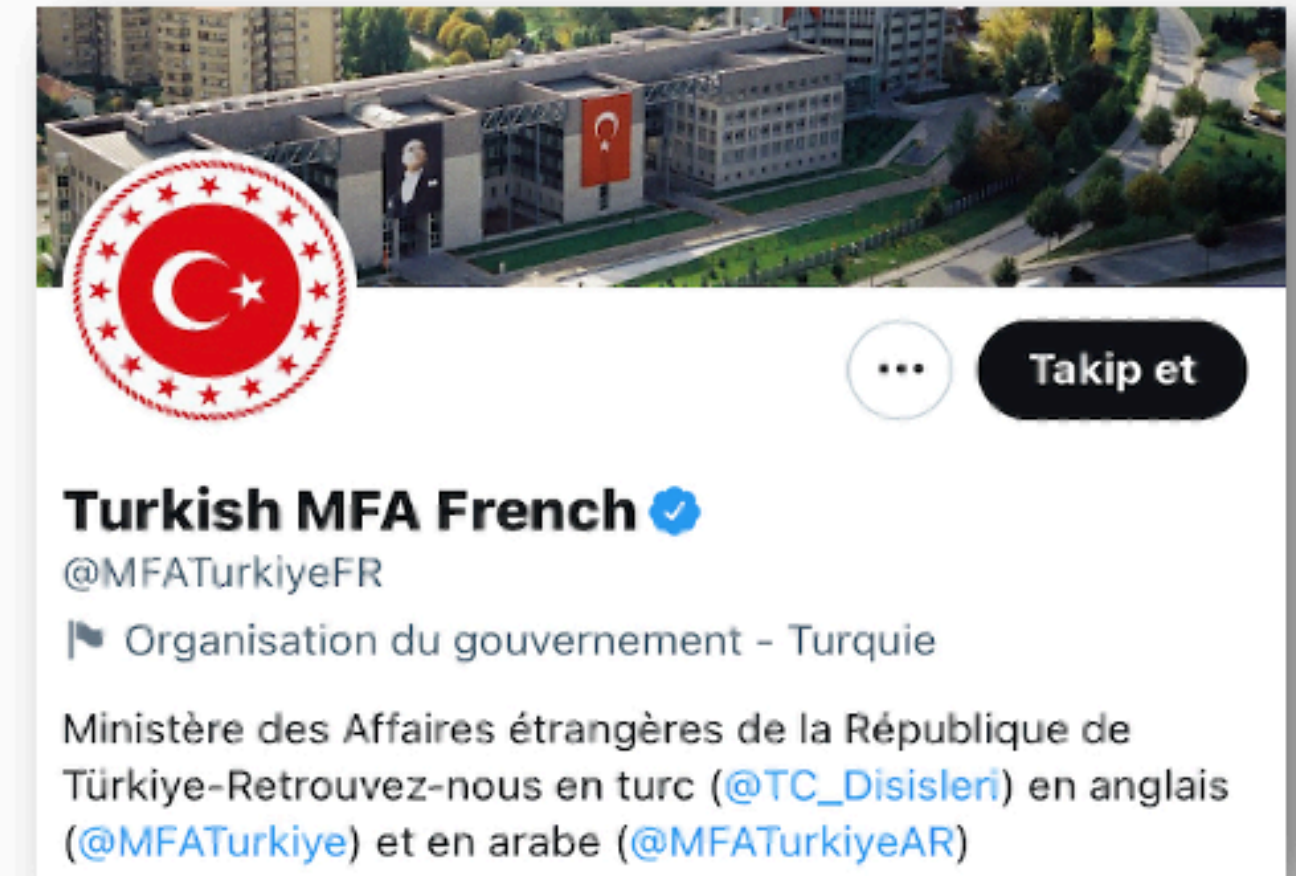 Takip et
Turkish MFA French
@MFATurkiyeFR
Organisation du gouvernement - Turquie
Ministère des Affaires étrangères de la République de
Türkiye-Retrouvez-nous en turc (@TC_Disisleri) en anglais
(@MFATurkiye) et en arabe (@MFATurkiyeAR)